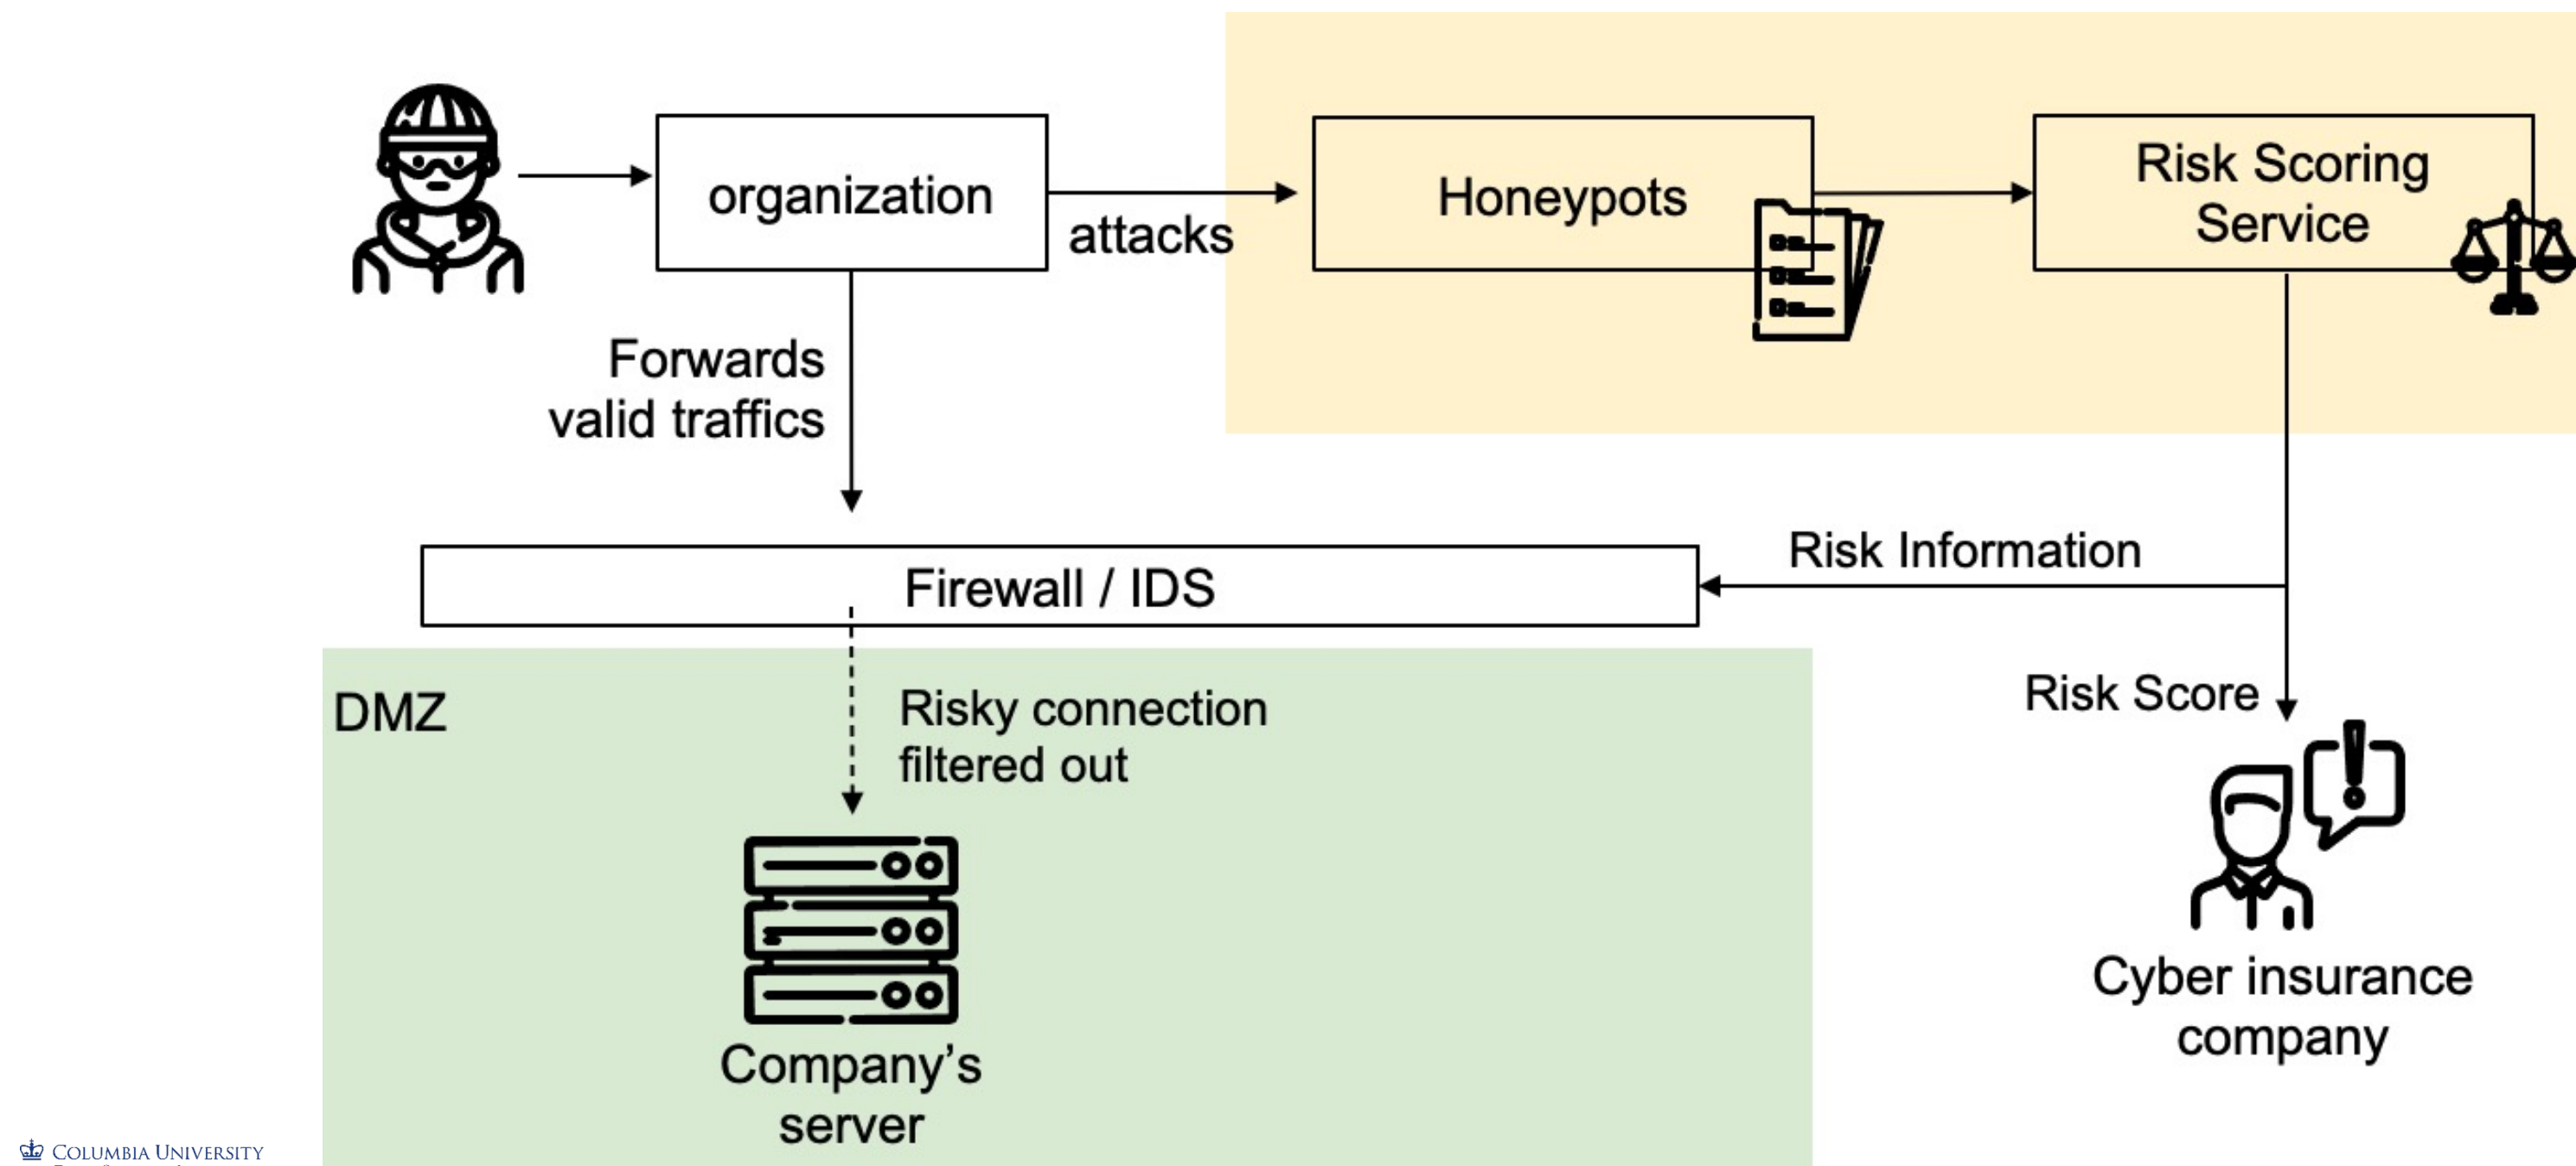 organization
attacks
Honeypots
Risk Scoring
Service
Forwards
valid traffics
Risk Information
Firewall / IDS
DMZ
Risky connection
filtered out
Risk Score
Company's
server
Cyber insurance
company
COLUMBIA UNIVERSITY